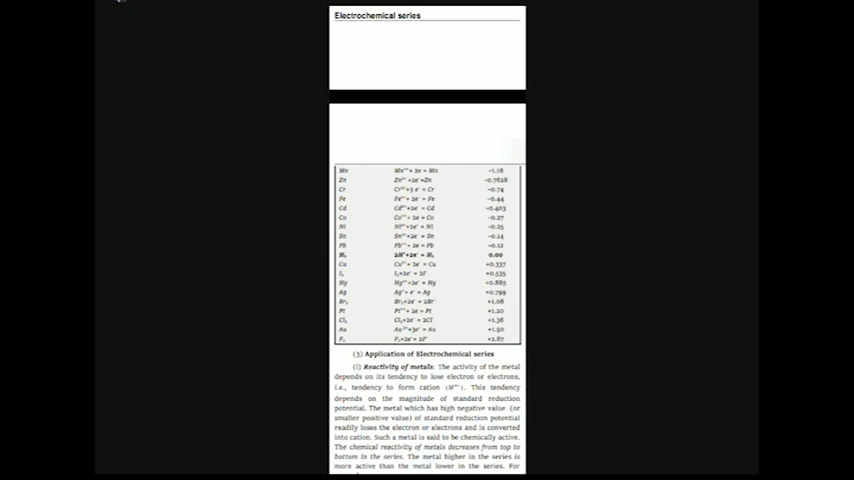 Electrochemical series
Mn Mn⁺⁺ + 2e = Mn -1.18
Zn Zn²⁺ +2e⁻=Zn -0.7628
Cr Cr³⁺+3 e⁻ = Cr -0.74
Fe Fe²⁺+ 2e⁻ = Fe -0.44
Cd Cd²⁺+2e⁻ = Cd -0.403
Co Co⁺⁺+ 2e = Co -0.27
Ni Ni²⁺+2e⁻ = Ni -0.25
Sn Sn²⁺+2e⁻ = Sn -0.14
Pb Pb⁺⁺+ 2e = Pb -0.12
H₂ 2H⁺+2e⁻ = H₂ 0.00
Cu Cu²⁺+ 2e⁻ = Cu +0.337
I₂ I₂+2e⁻ = 2I⁻ +0.535
Hg Hg²⁺+2e⁻ = Hg +0.885
Ag Ag⁺+ e⁻ = Ag +0.799
Br₂ Br₂+2e⁻ = 2Br⁻ +1.08
Pt Pt⁺⁺+ 2e = Pt +1.20
Cl₂ Cl₂+2e⁻ = 2Cl⁻ +1.36
Au Au³⁺+3e⁻ = Au +1.50
F₂ F₂+2e⁻ = 2F⁻ +2.87
(3) Application of Electrochemical series
(1) Reactivity of metals: The activity of the metal
depends on its tendency to lose electron or electrons,
i.e., tendency to form cation (Mⁿ⁺). This tendency
depends on the magnitude of standard reduction
potential. The metal which has high negative value (or
smaller positive value) of standard reduction potential
readily loses the electron or electrons and is converted
into cation. Such a metal is said to be chemically active.
The chemical reactivity of metals decreases from top to
bottom in the series. The metal higher in the series is
more active than the metal lower in the series. For